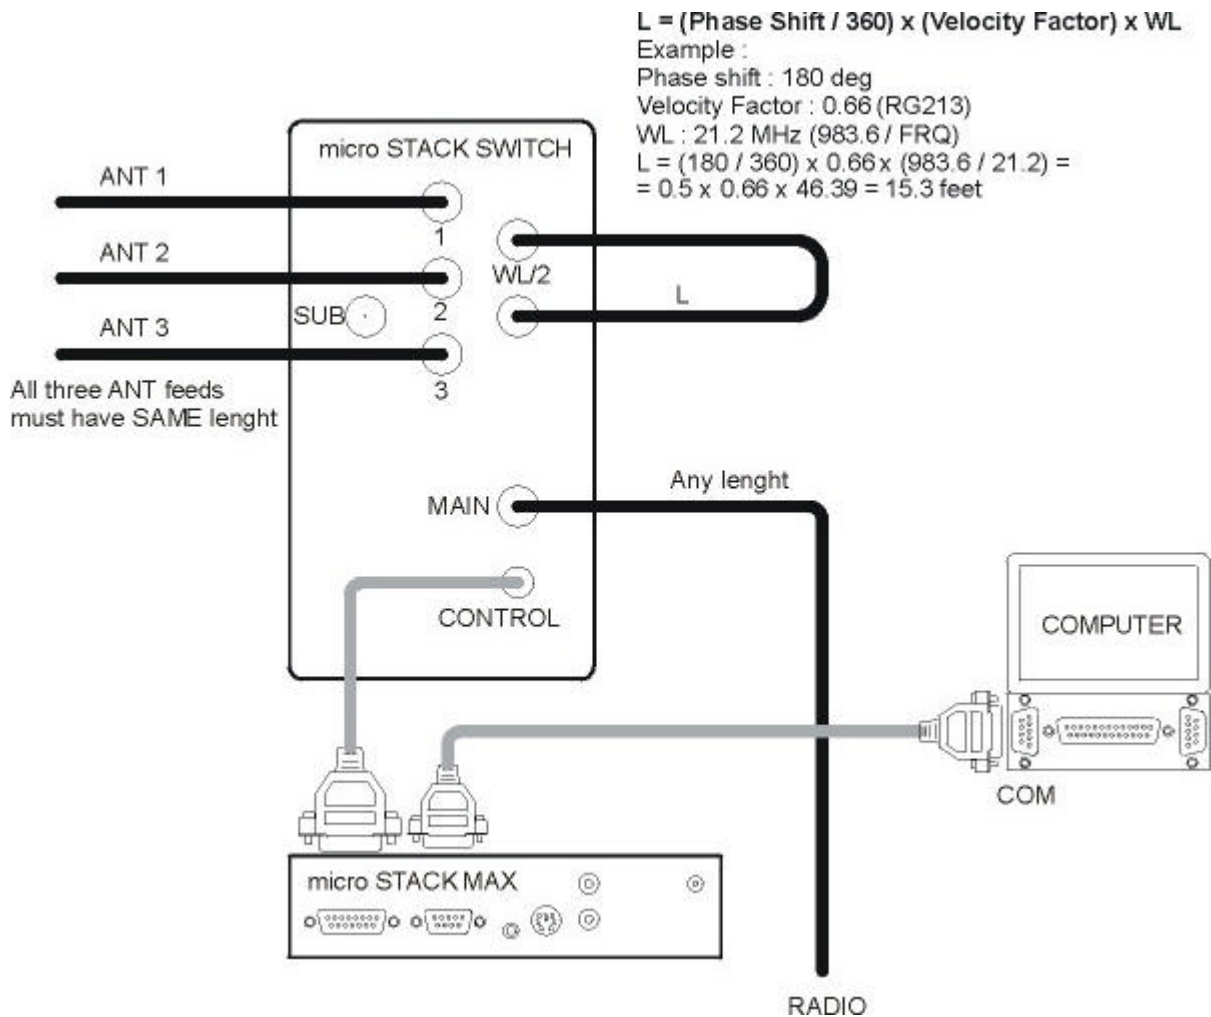 L = (Phase Shift / 360) x (Velocity Factor) x WL
Example :
Phase shift : 180 deg
Velocity Factor : 0.66 (RG213)
WL : 21.2 MHz (983.6 / FRQ)
L = (180 / 360) x 0.66 x (983.6 / 21.2) =
= 0.5 x 0.66 x 46.39 = 15.3 feet
micro STACK SWITCH
ANT 1
1
ANT 2
WL/2
L
SUB
2
ANT 3
3
All three ANT feeds
must have SAME lenght
Any lenght
MAIN
CONTROL
COMPUTER
COM
micro STACK MAX
RADIO